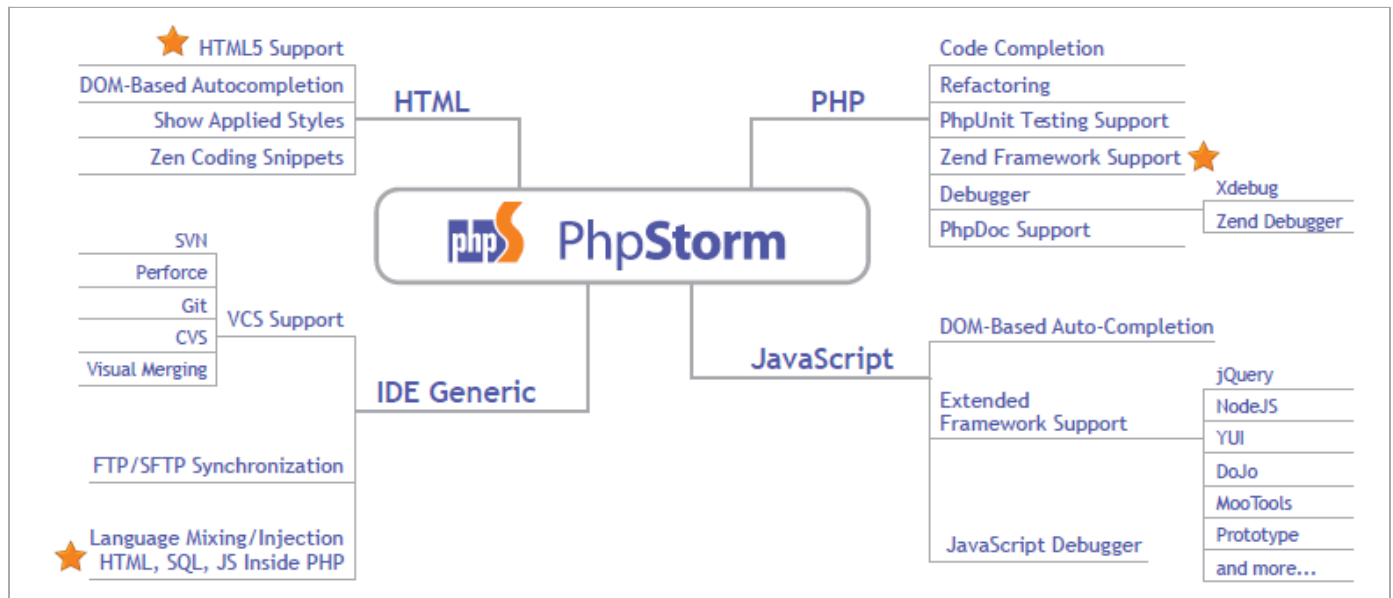 HTML5 Support
DOM-Based Autocompletion
Show Applied Styles
Zen Coding Snippets
HTML
PHP
Code Completion
Refactoring
PhpUnit Testing Support
Zend Framework Support
Debugger
Xdebug
Zend Debugger
PhpDoc Support
php
PhpStorm
SVN
Perforce
Git
CVS
Visual Merging
VCS Support
IDE Generic
FTP/SFTP Synchronization
Language Mixing/Injection
HTML, SQL, JS Inside PHP
JavaScript
DOM-Based Auto-Completion
Extended
Framework Support
jQuery
NodeJS
YUI
DoJo
MooTools
Prototype
and more...
JavaScript Debugger